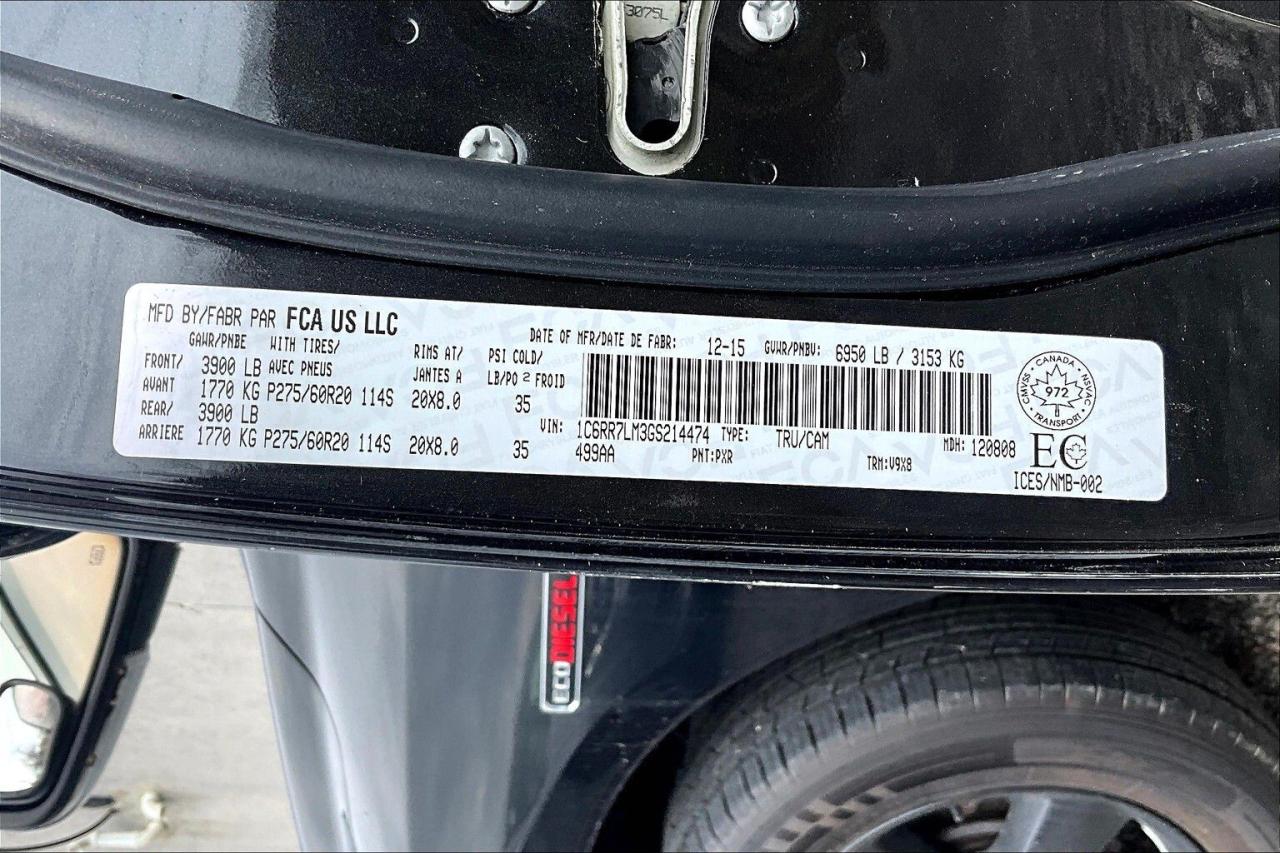 3075L
MFD BY/FABR PAR FCA US LLC
DATE OF MFR/DATE DE FABR: 12-15 GVWR/PNBV: 6950 LB / 3153 KG
GAWR/PNBE WITH TIRES/ RIMS AT/ PSI COLD/
FRONT/ 3900 LB AVEC PNEUS JANTES A LB/PO 2 FROID
AVANT 1770 KG P275/60R20 114S 20X8.0 35
REAR/ 3900 LB
ARRIERE 1770 KG P275/60R20 114S 20X8.0 35
VIN: 1C6RR7LM3GS214474 TYPE: TRU/CAM MDH: 120808
499AA PNT:PXR TRM:V9X8
CANADA
CMVSS 972 NSVAC
TRANSPORT
EC
ICES/NMB-002
ECODIESEL